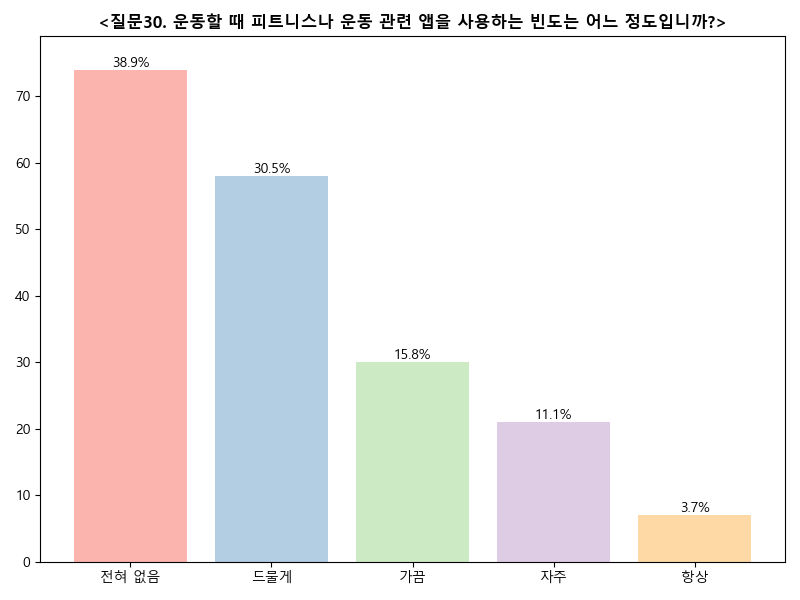 <질문30. 운동할 때 피트니스나 운동 관련 앱을 사용하는 빈도는 어느 정도입니까?>
38.9%
30.5%
15.8%
11.1%
3.7%
70
60
50
40
30
20
10
0
전혀 없음
드물게
가끔
자주
항상